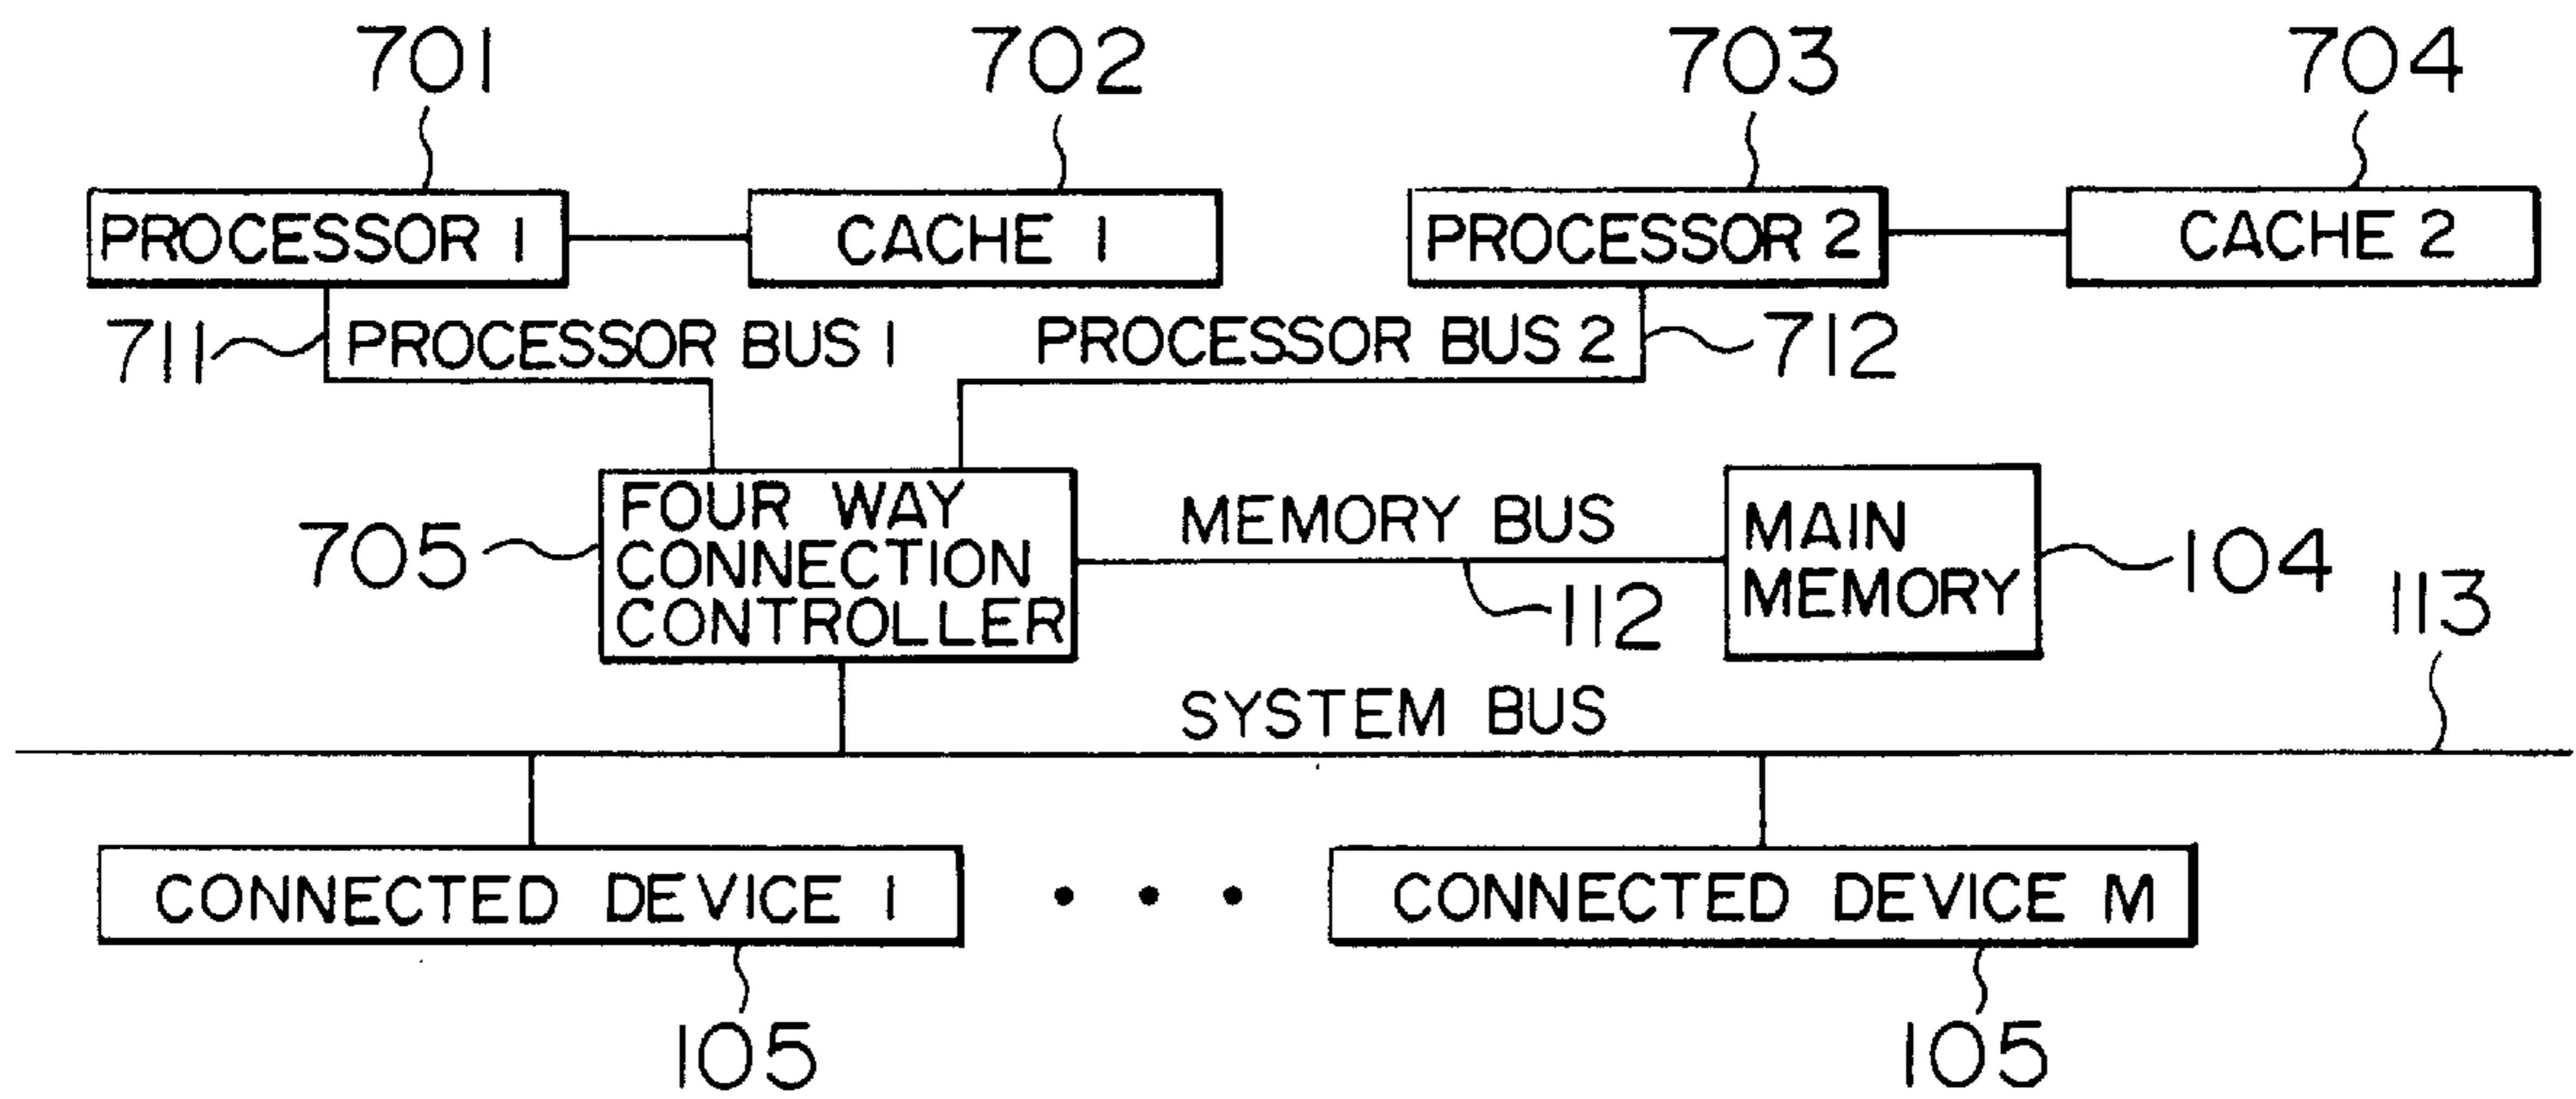 701
702
703
704
PROCESSOR 1
CACHE 1
PROCESSOR 2
CACHE 2
711
PROCESSOR BUS 1
PROCESSOR BUS 2
712
705
FOUR WAY
CONNECTION
CONTROLLER
MEMORY BUS
112
MAIN
MEMORY
104
113
SYSTEM BUS
CONNECTED DEVICE 1
• • •
CONNECTED DEVICE M
105
105